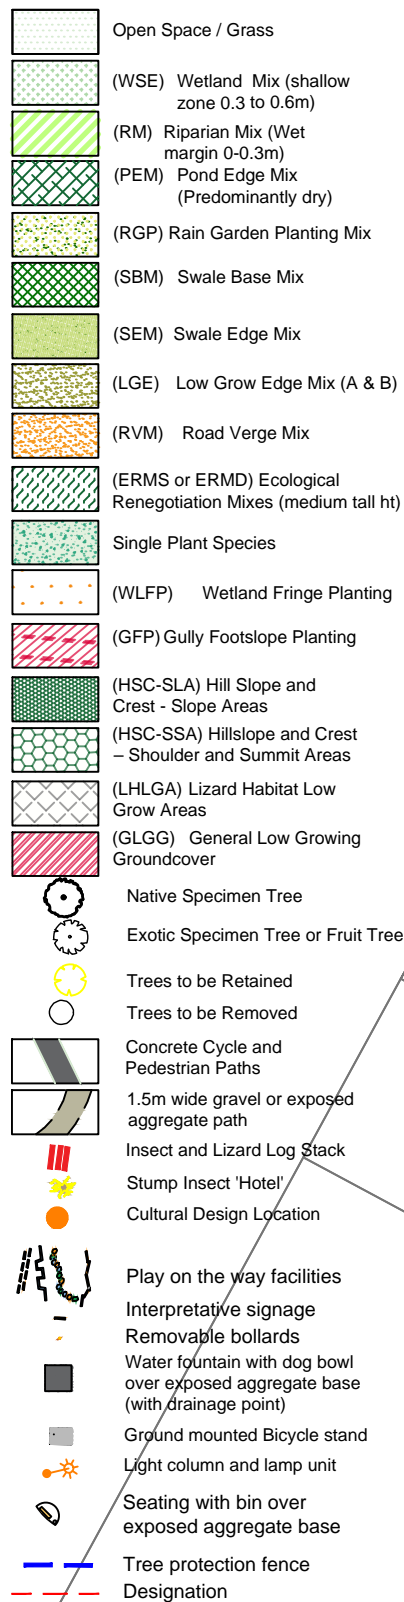 Open Space / Grass
(WSE) Wetland Mix (shallow
zone 0.3 to 0.6m)
(RM) Riparian Mix (Wet
margin 0-0.3m)
(PEM) Pond Edge Mix
(Predominantly dry)
(RGP) Rain Garden Planting Mix
(SBM) Swale Base Mix
(SEM) Swale Edge Mix
(LGE) Low Grow Edge Mix (A & B)
(RVM) Road Verge Mix
(ERMS or ERMD) Ecological
Renegotiation Mixes (medium tall ht)
Single Plant Species
(WLFP) Wetland Fringe Planting
(GFP) Gully Footslope Planting
(HSC-SLA) Hill Slope and
Crest - Slope Areas
(HSC-SSA) Hillslope and Crest
– Shoulder and Summit Areas
(LHLGA) Lizard Habitat Low
Grow Areas
(GLGG) General Low Growing
Groundcover
Native Specimen Tree
Exotic Specimen Tree or Fruit Tree
Trees to be Retained
Trees to be Removed
Concrete Cycle and
Pedestrian Paths
1.5m wide gravel or exposed
aggregate path
Insect and Lizard Log Stack
Stump Insect 'Hotel'
Cultural Design Location
Play on the way facilities
Interpretative signage
Removable bollards
Water fountain with dog bowl
over exposed aggregate base
(with drainage point)
Ground mounted Bicycle stand
Light column and lamp unit
Seating with bin over
exposed aggregate base
Tree protection fence
Designation